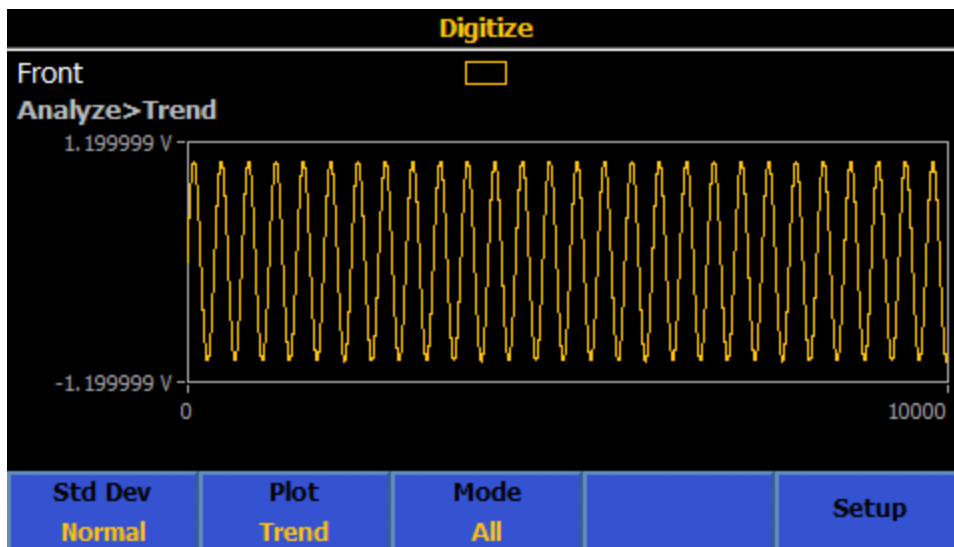 Digitize
Front
Analyze>Trend
1.199999 V
-1.199999 V
0
10000
Std Dev
Normal
Plot
Trend
Mode
All
Setup